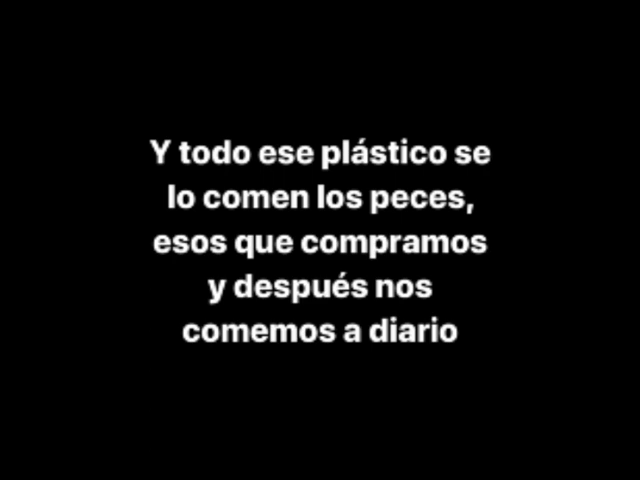 Y todo ese plástico se
lo comen los peces,
esos que compramos
y después nos
comemos a diario